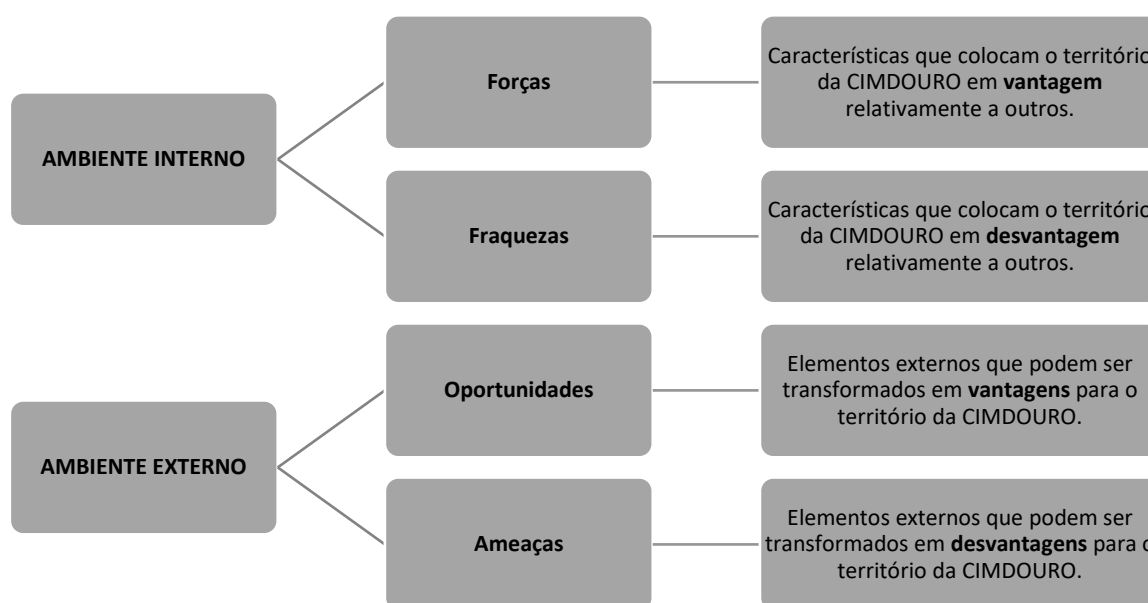 Forças
Características que colocam o território
da CIMDOURO em vantagem
relativamente a outros.
AMBIENTE INTERNO
Fraquezas
Características que colocam o território
da CIMDOURO em desvantagem
relativamente a outros.
Oportunidades
Elementos externos que podem ser
transformados em vantagens para o
território da CIMDOURO.
AMBIENTE EXTERNO
Ameaças
Elementos externos que podem ser
transformados em desvantagens para o
território da CIMDOURO.